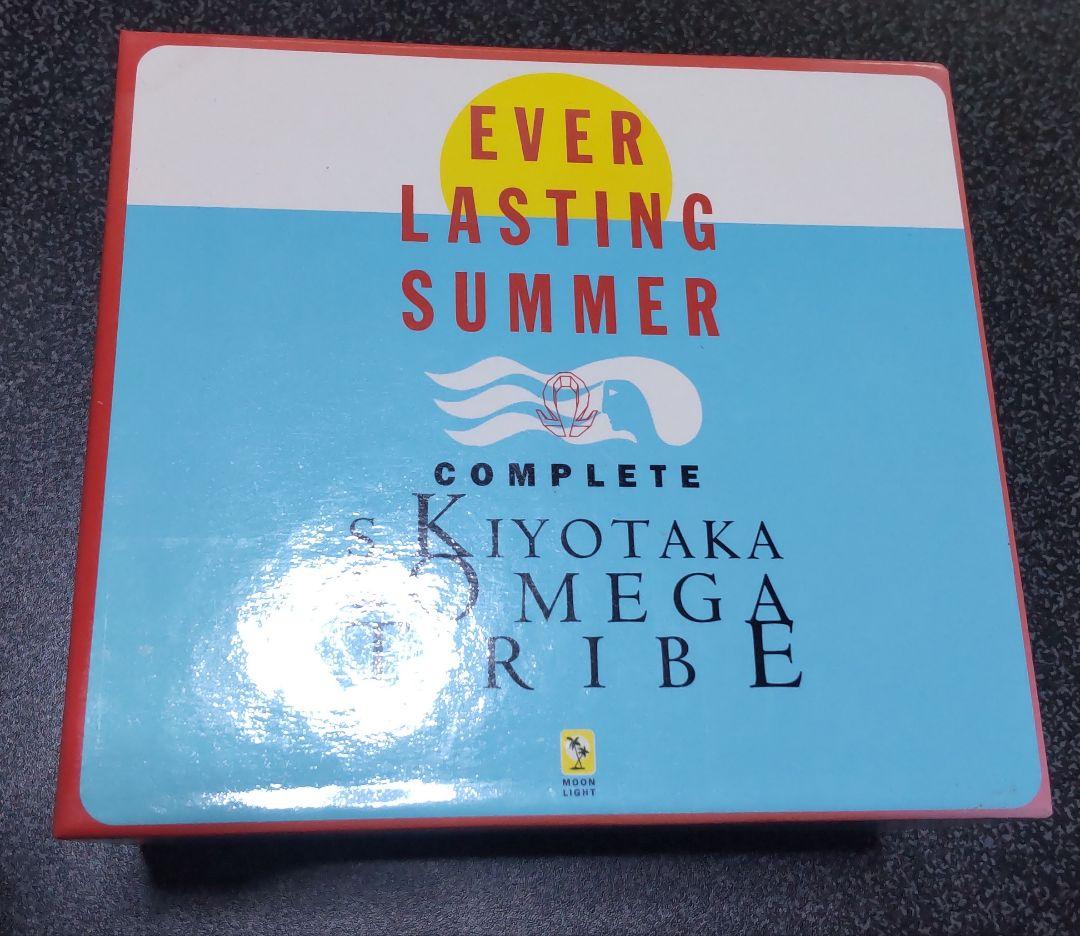 EVER
LASTING
SUMMER
COMPLETE
S KIYOTAKA
OMEGA
TRIBE
MOON
LIGHT